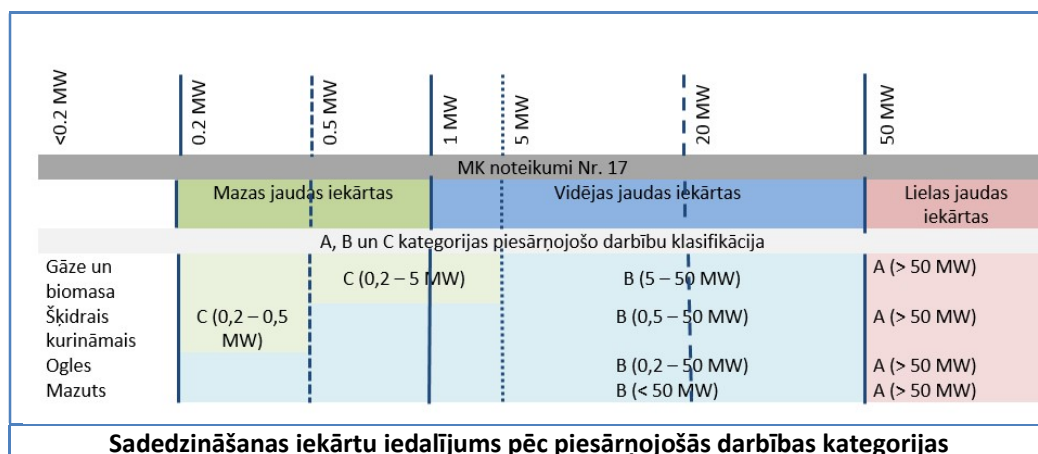 <0.2 MW
0.2 MW
0.5 MW
1 MW
5 MW
20 MW
50 MW
MK noteikumi Nr. 17
Mazas jaudas iekārtas
Vidējas jaudas iekārtas
Lielas jaudas
iekārtas
A, B un C kategorijas piesārņojošo darbību klasifikācija
Gāze un
biomasa
C (0,2 – 5 MW)
B (5 – 50 MW)
A (> 50 MW)
Šķidrais
kurināmais
C (0,2 – 0,5
MW)
B (0,5 – 50 MW)
A (> 50 MW)
Ogles
B (0,2 – 50 MW)
A (> 50 MW)
Mazuts
B (< 50 MW)
A (> 50 MW)
Sadedzināšanas iekārtu iedalījums pēc piesārņojošās darbības kategorijas